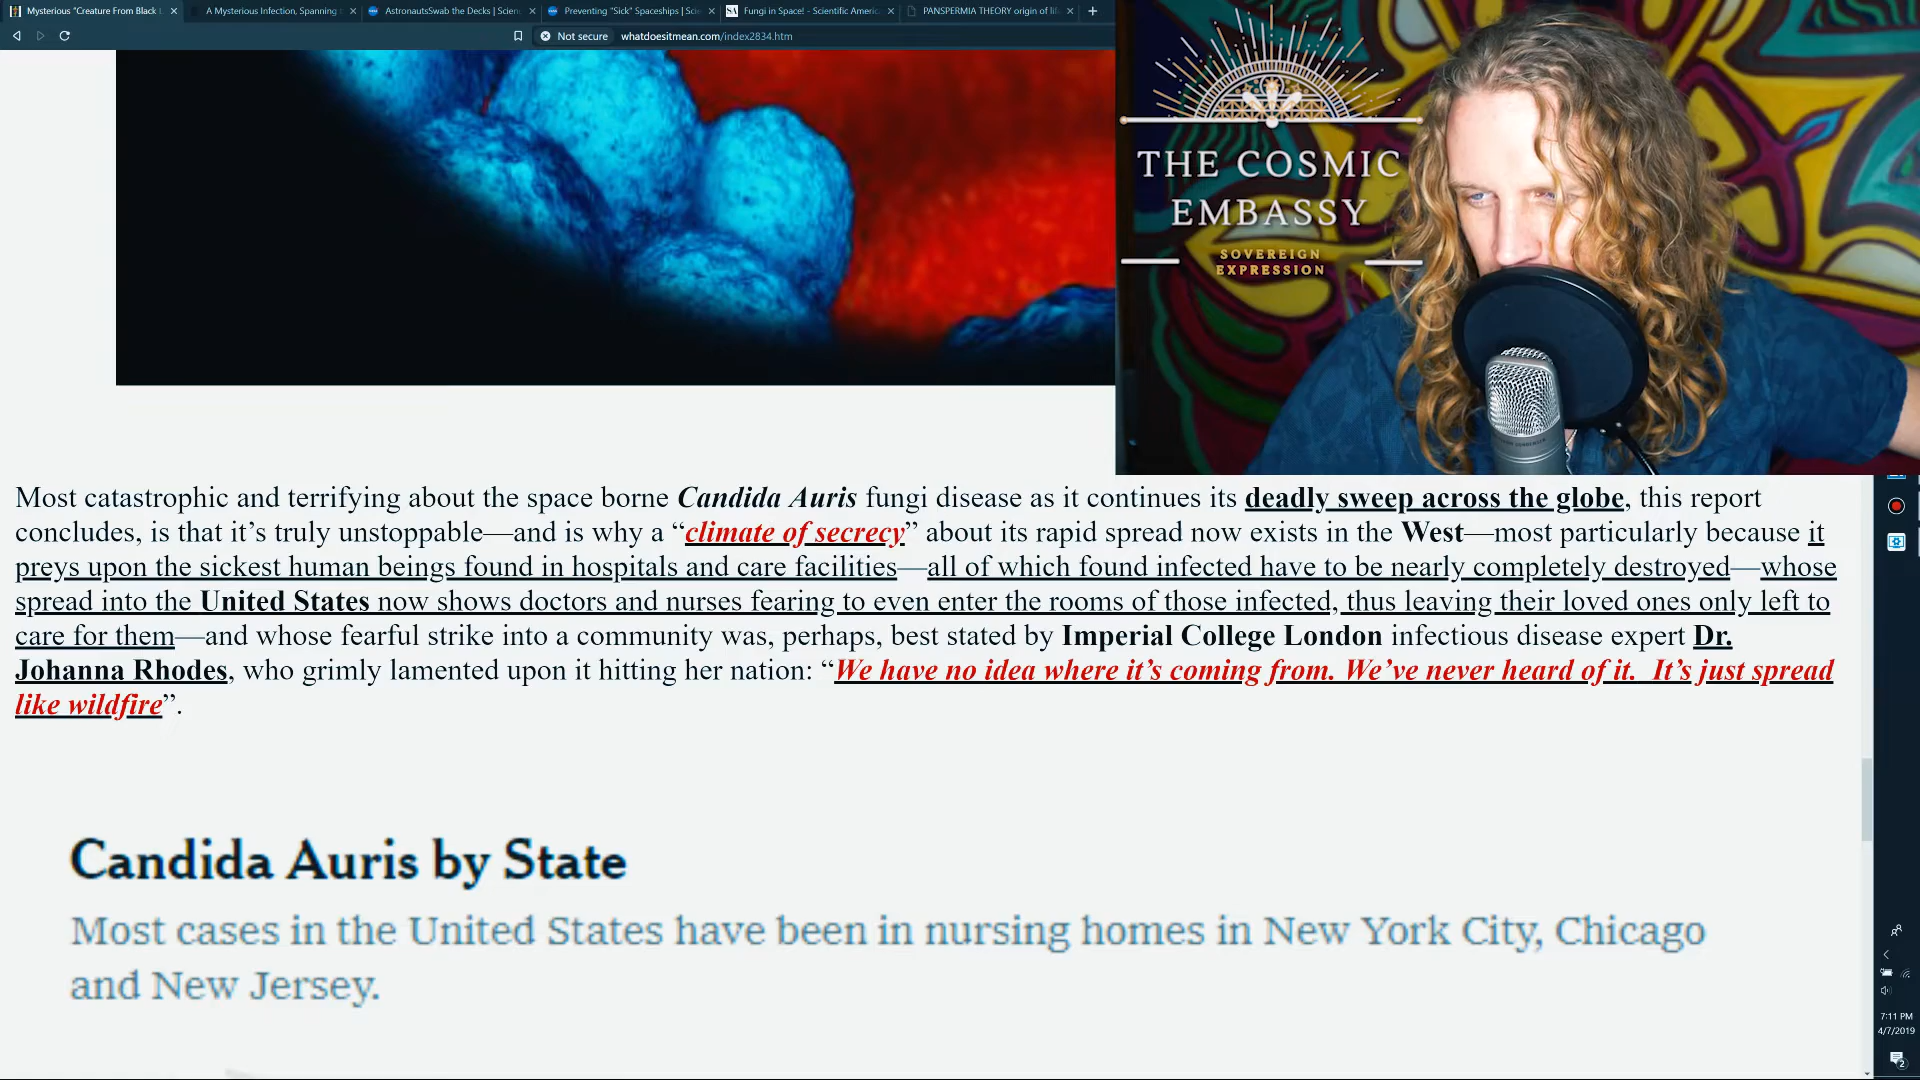 Mysterious "Creature From Black
A Mysterious Infection, Spanning
AstronautsSwab the Decks | Scien
Preventing "Sick" Spaceships | Sci
Fungi in Space! - Scientific Americ
PANSPERMIA THEORY origin of lif
Not secure
whatdoesitmean.com/index2834.htm
THE COSMIC
EMBASSY
SOVEREIGN
EXPRESSION
Most catastrophic and terrifying about the space borne Candida Auris fungi disease as it continues its deadly sweep across the globe, this report
concludes, is that it’s truly unstoppable—and is why a “climate of secrecy” about its rapid spread now exists in the West—most particularly because it
preys upon the sickest human beings found in hospitals and care facilities—all of which found infected have to be nearly completely destroyed—whose
spread into the United States now shows doctors and nurses fearing to even enter the rooms of those infected, thus leaving their loved ones only left to
care for them—and whose fearful strike into a community was, perhaps, best stated by Imperial College London infectious disease expert Dr.
Johanna Rhodes, who grimly lamented upon it hitting her nation: “We have no idea where it’s coming from. We’ve never heard of it.  It’s just spread
like wildfire”.
Candida Auris by State
Most cases in the United States have been in nursing homes in New York City, Chicago
and New Jersey.
7:11 PM
4/7/2019
2